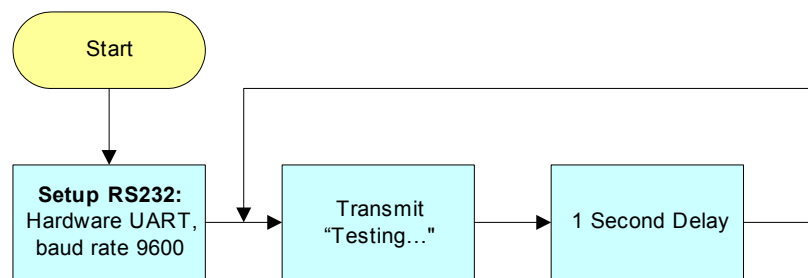 Start
Setup RS232:
Hardware UART,
baud rate 9600
Transmit
“Testing…"
1 Second Delay